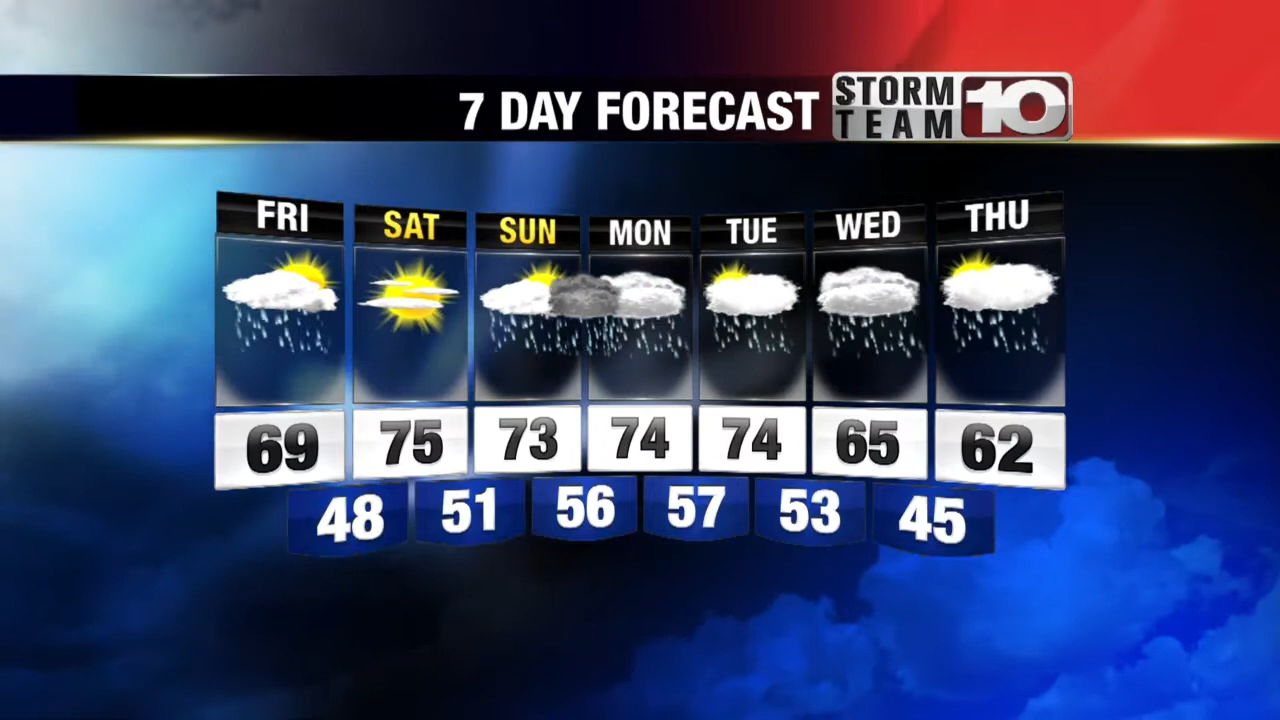 7 DAY FORECAST
STORM TEAM 10
FRI SAT SUN MON TUE WED THU
69 75 73 74 74 65 62
48 51 56 57 53 45